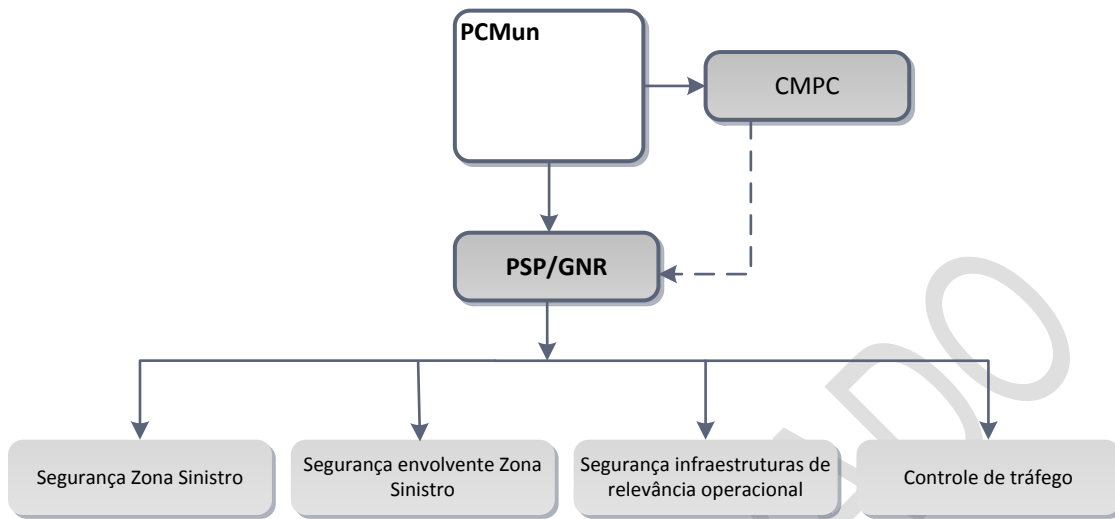 PCMun
CMPC
PSP/GNR
Segurança Zona Sinistro
Segurança envolvente Zona
Sinistro
Segurança infraestruturas de
relevância operacional
Controle de tráfego